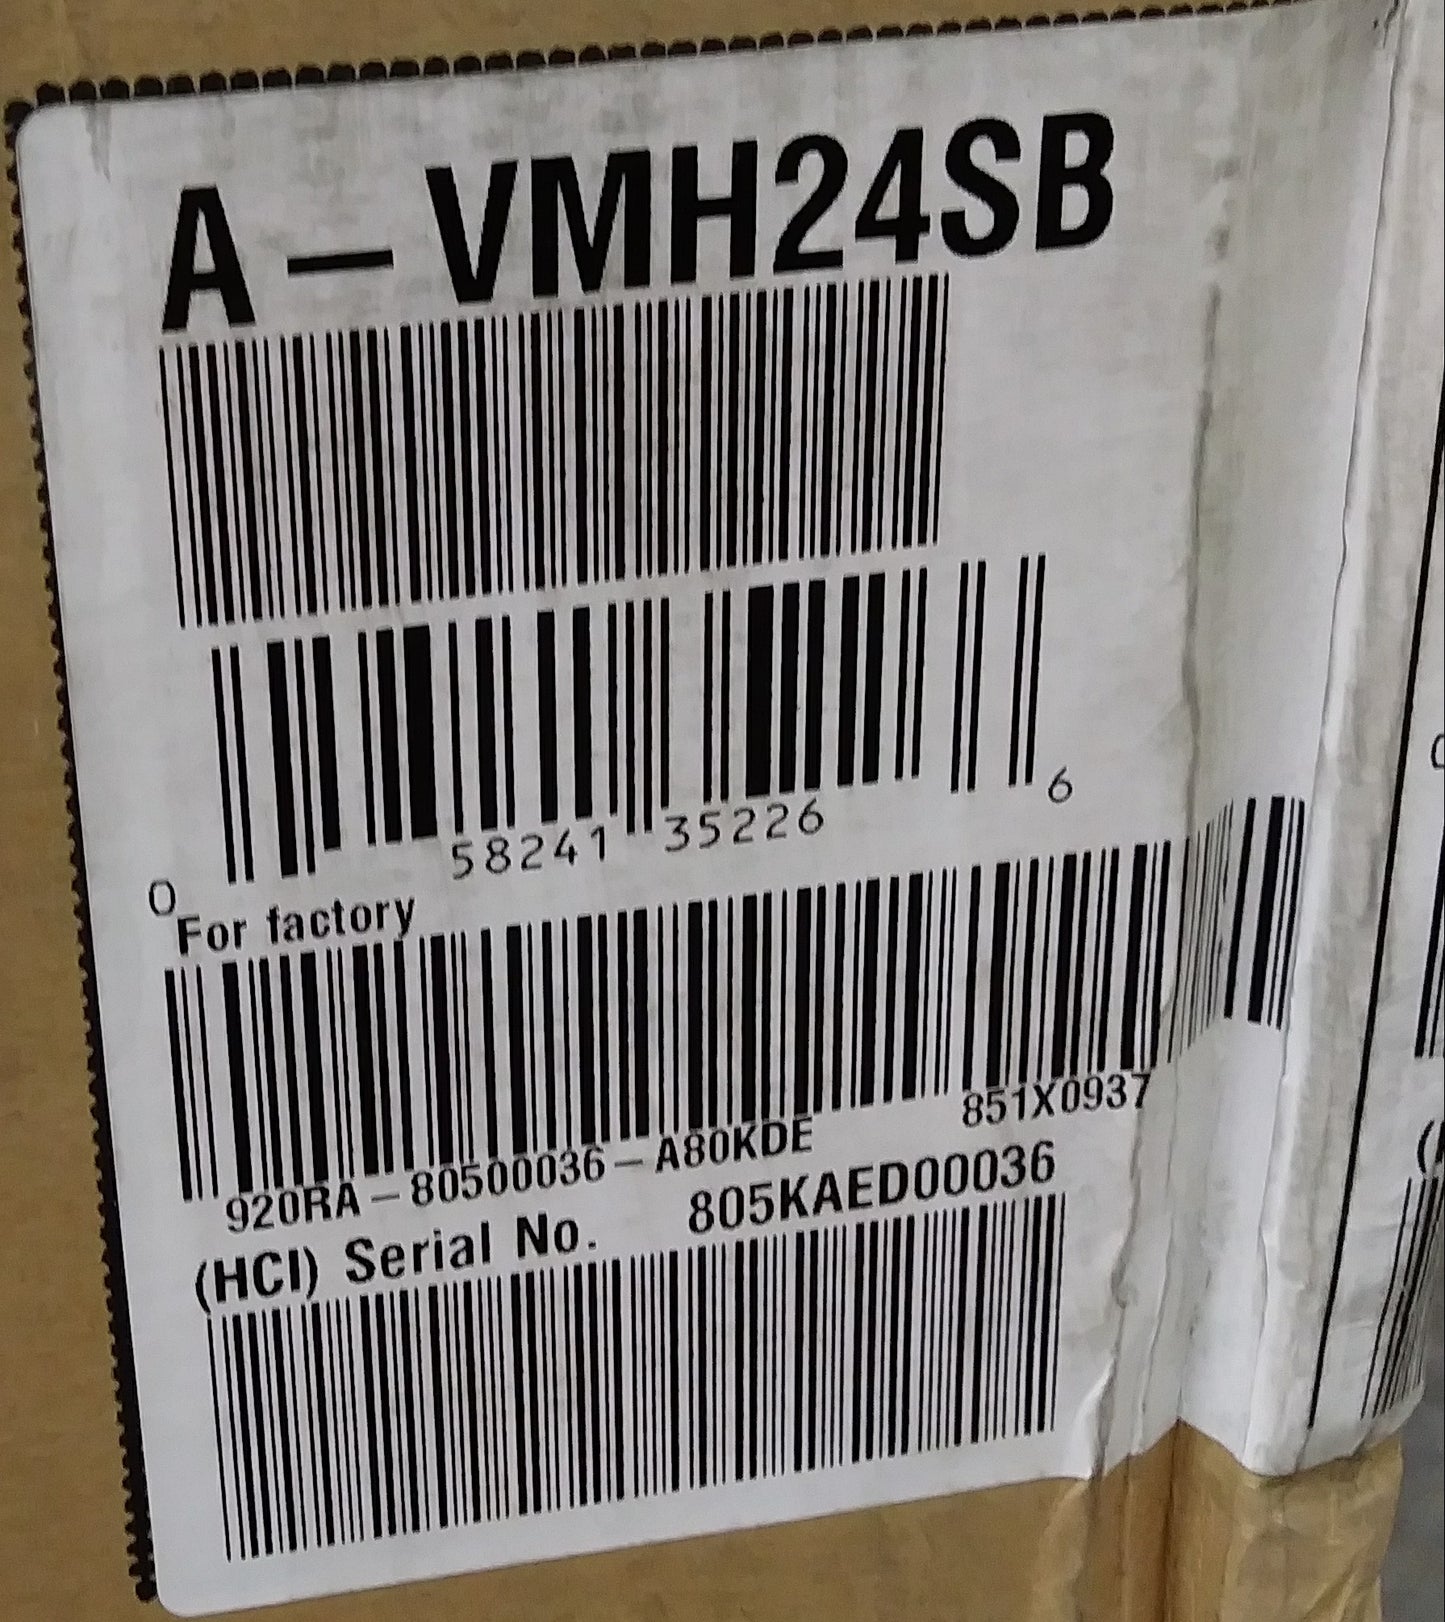 A-VMH24SB
0 58241 35226 6
For factory
920RA-80500036-A80KDE 851X0937
(HCI) Serial No. 805KAED00036